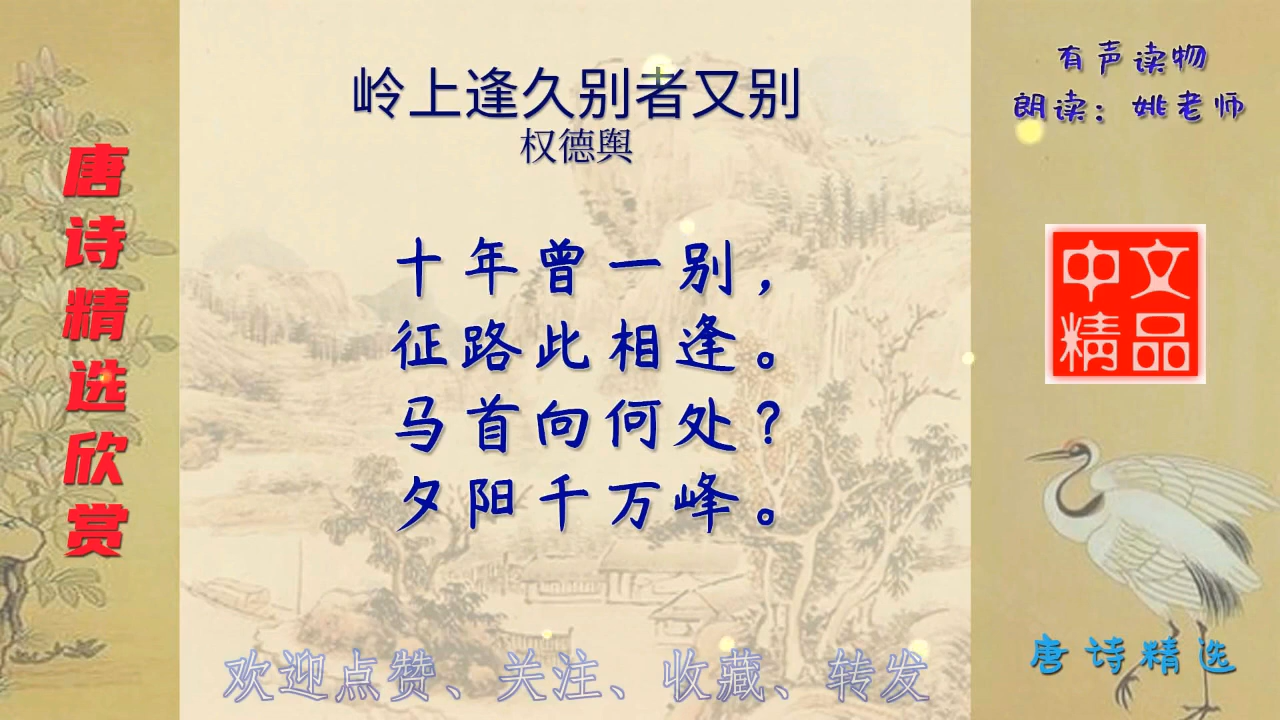 岭上逢久别者又别
权德舆
十年曾一别，
征路此相逢。
马首向何处？
夕阳千万峰。
唐诗精选欣赏
有声读物
朗读：姚老师
中文
精品
唐诗精选
欢迎点赞、关注、收藏、转发